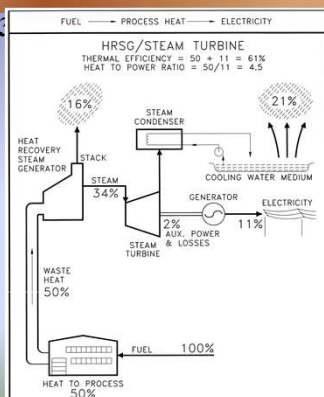 FUEL → PROCESS HEAT → ELECTRICITY
HRSG/STEAM TURBINE
THERMAL EFFICIENCY = 50 + 11 = 61%
HEAT TO POWER RATIO = 50/11 = 4.5
16%
21%
STEAM
CONDENSER
HEAT
RECOVERY
STEAM
GENERATOR
STACK
STEAM
34%
COOLING WATER MEDIUM
GENERATOR
ELECTRICITY
2%
11%
AUX. POWER
& LOSSES
STEAM
TURBINE
WASTE
HEAT
50%
FUEL
100%
HEAT TO PROCESS
50%